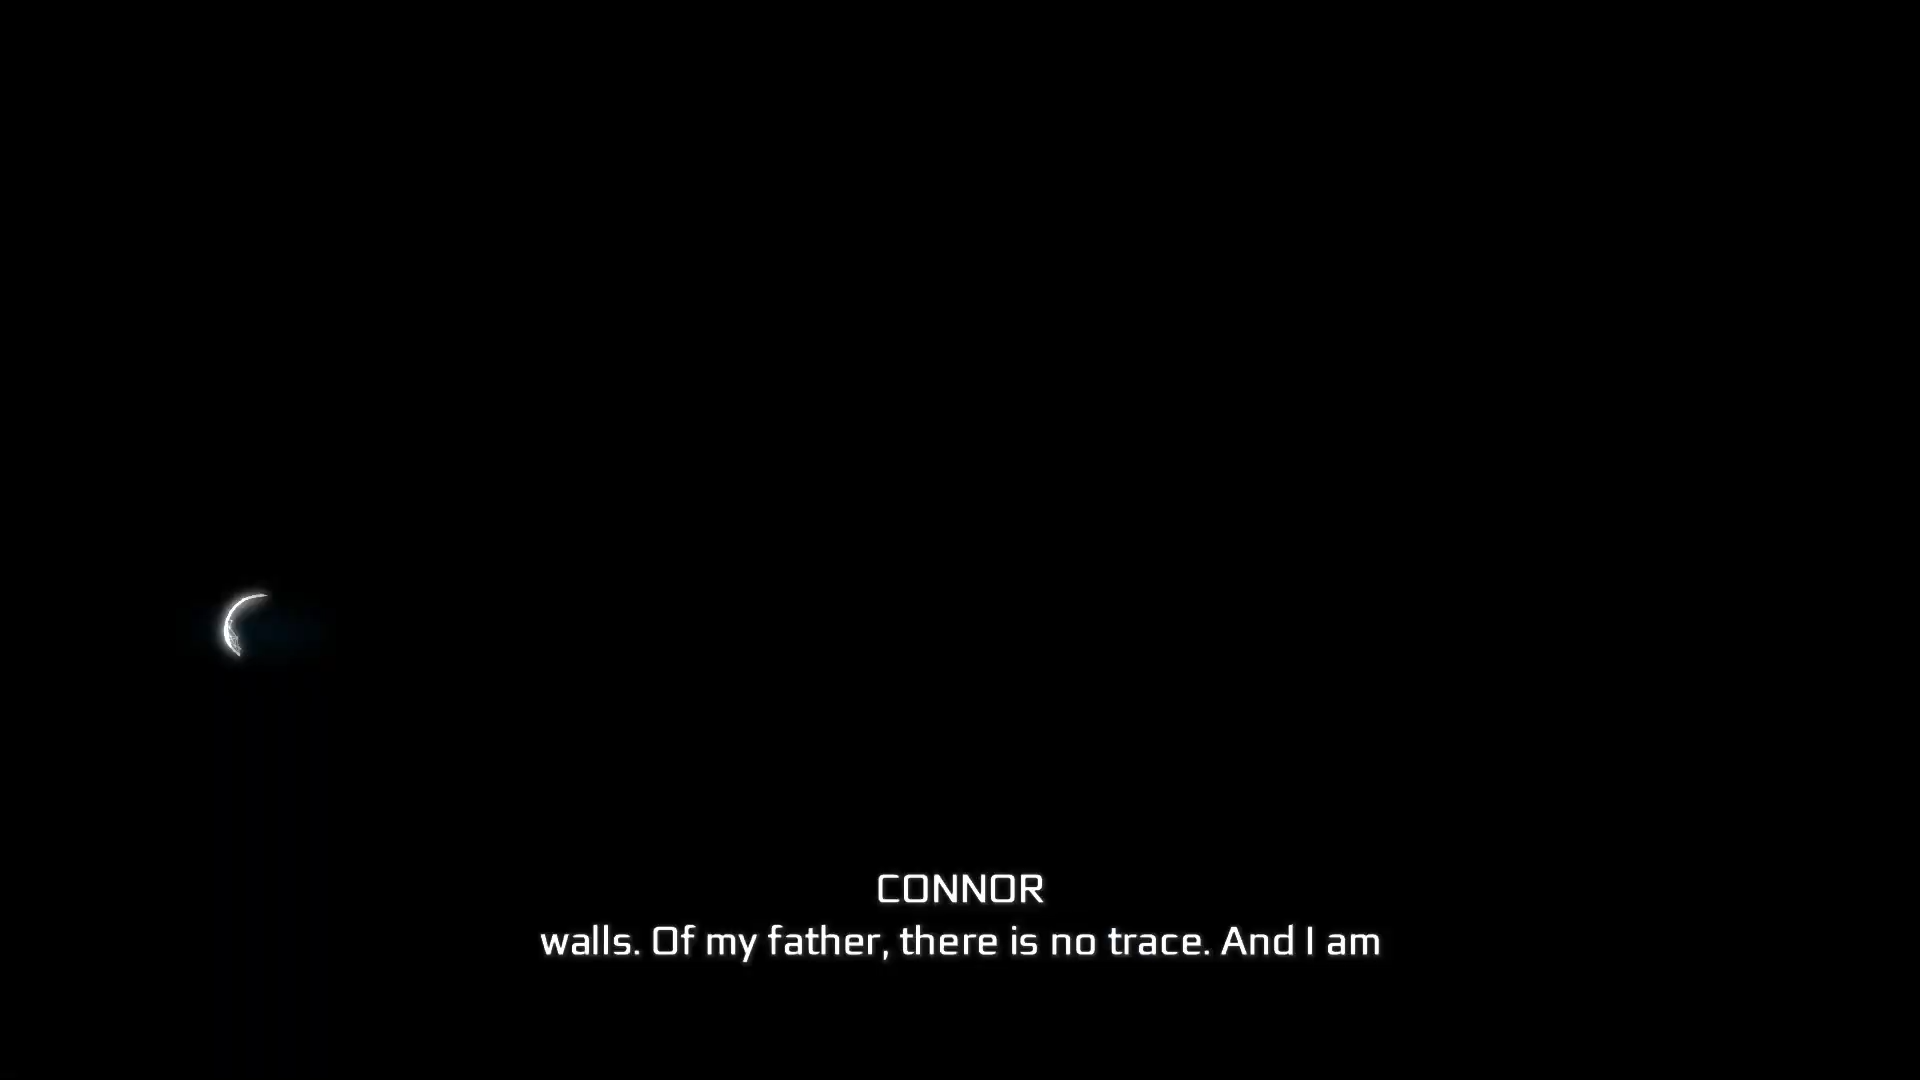 CONNOR
walls. Of my father, there is no trace. And I am